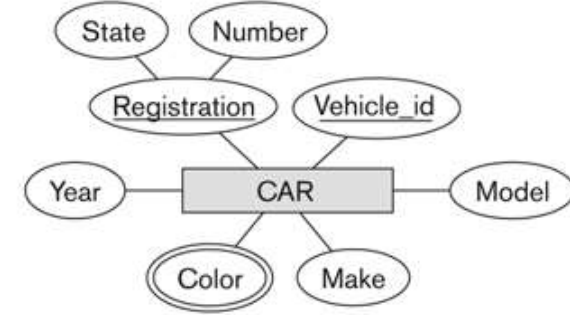 State Number
Registration Vehicle_id
Year CAR Model
Color Make